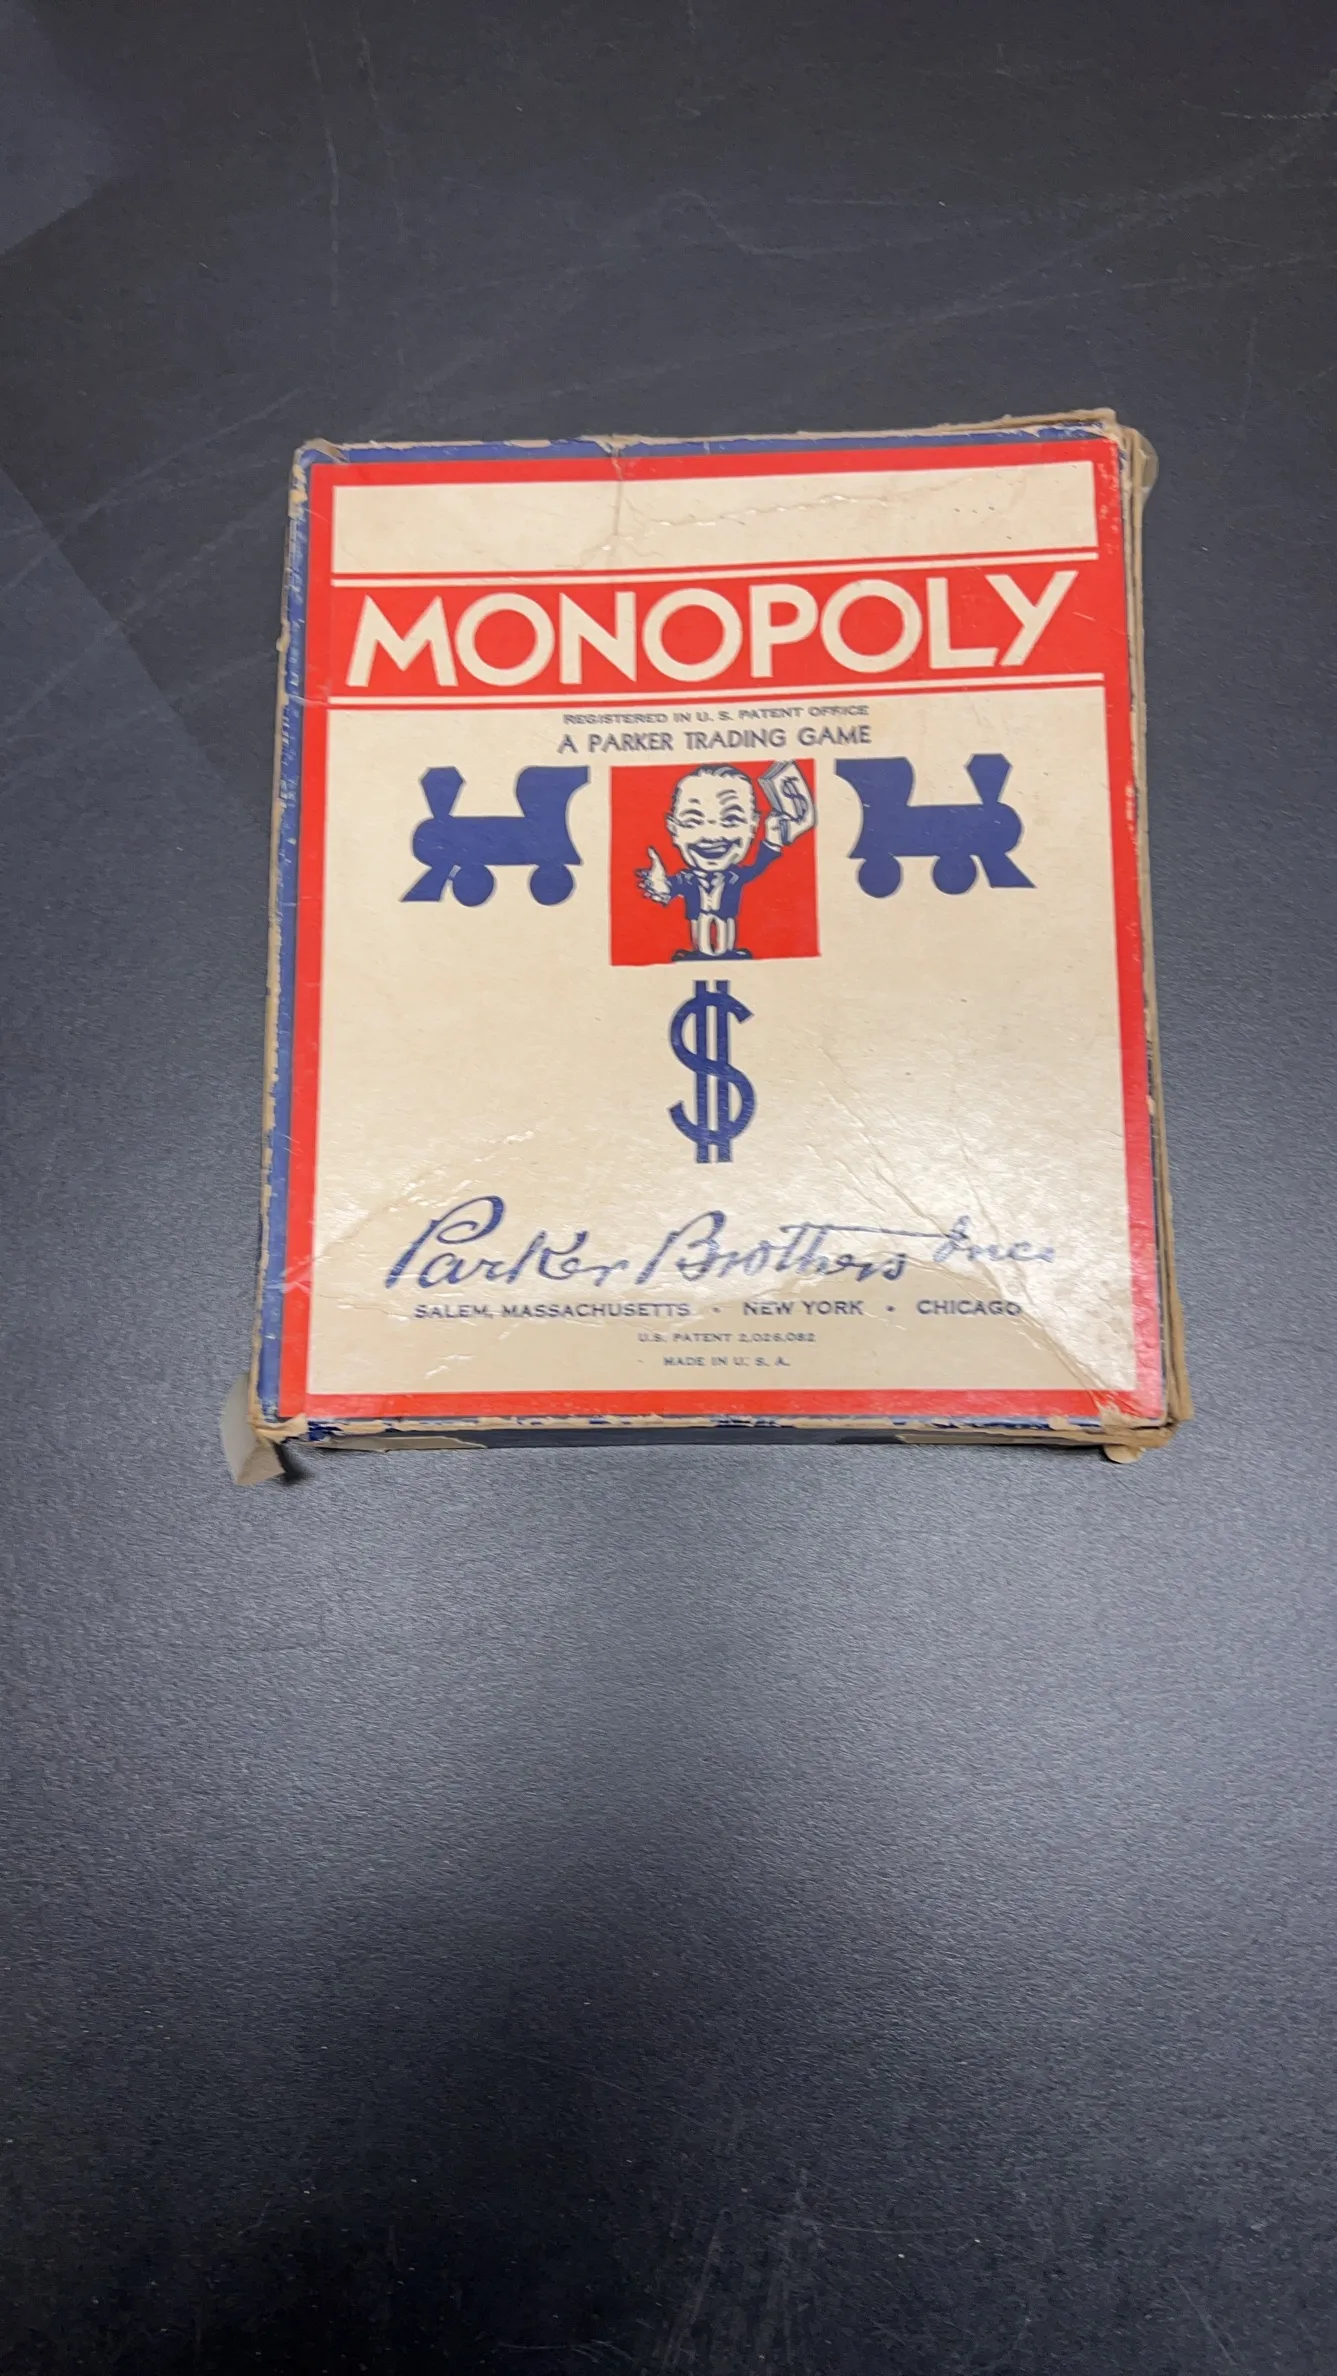 MONOPOLY
REGISTERED IN U. S. PATENT OFFICE
A PARKER TRADING GAME
$
$
Parker Brothers Inc.
SALEM, MASSACHUSETTS • NEW YORK • CHICAGO
U.S. PATENT 2,026,082
MADE IN U. S. A.